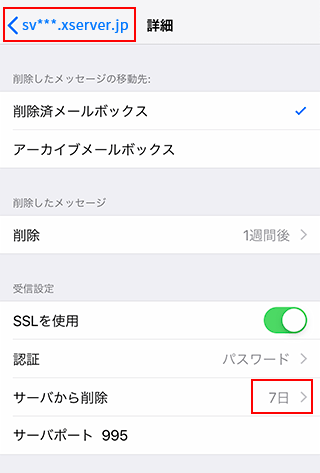 sv***.xserver.jp 詳細
削除したメッセージの移動先:
削除済メールボックス
アーカイブメールボックス
削除したメッセージ
削除 1週間後
受信設定
SSLを使用
認証 パスワード
サーバから削除 7日
サーバポート 995